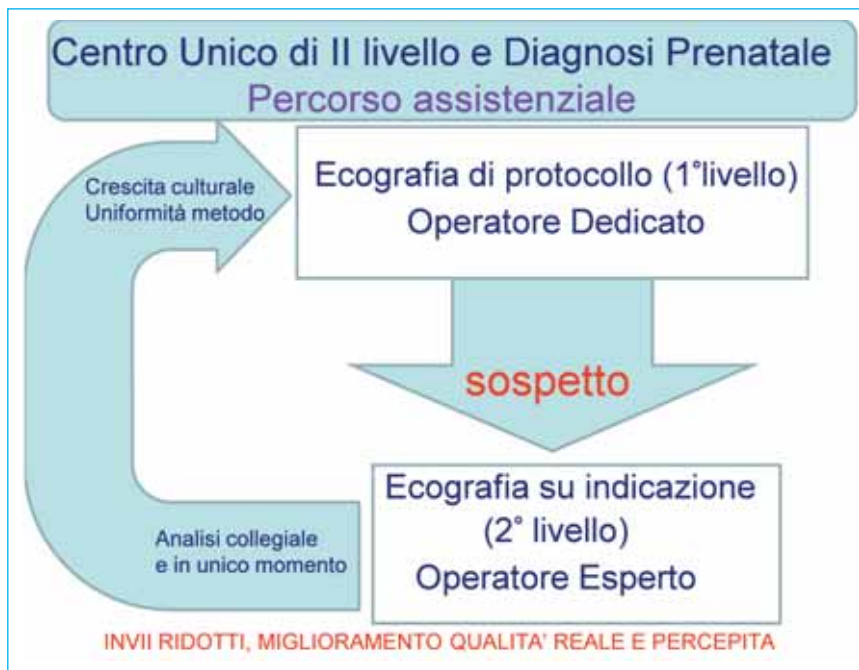 Centro Unico di II livello e Diagnosi Prenatale
Percorso assistenziale
Crescita culturale
Uniformità metodo
Ecografia di protocollo (1°livello)
Operatore Dedicato
sospetto
Ecografia su indicazione
(2° livello)
Operatore Esperto
Analisi collegiale
e in unico momento
INVII RIDOTTI, MIGLIORAMENTO QUALITA' REALE E PERCEPITA